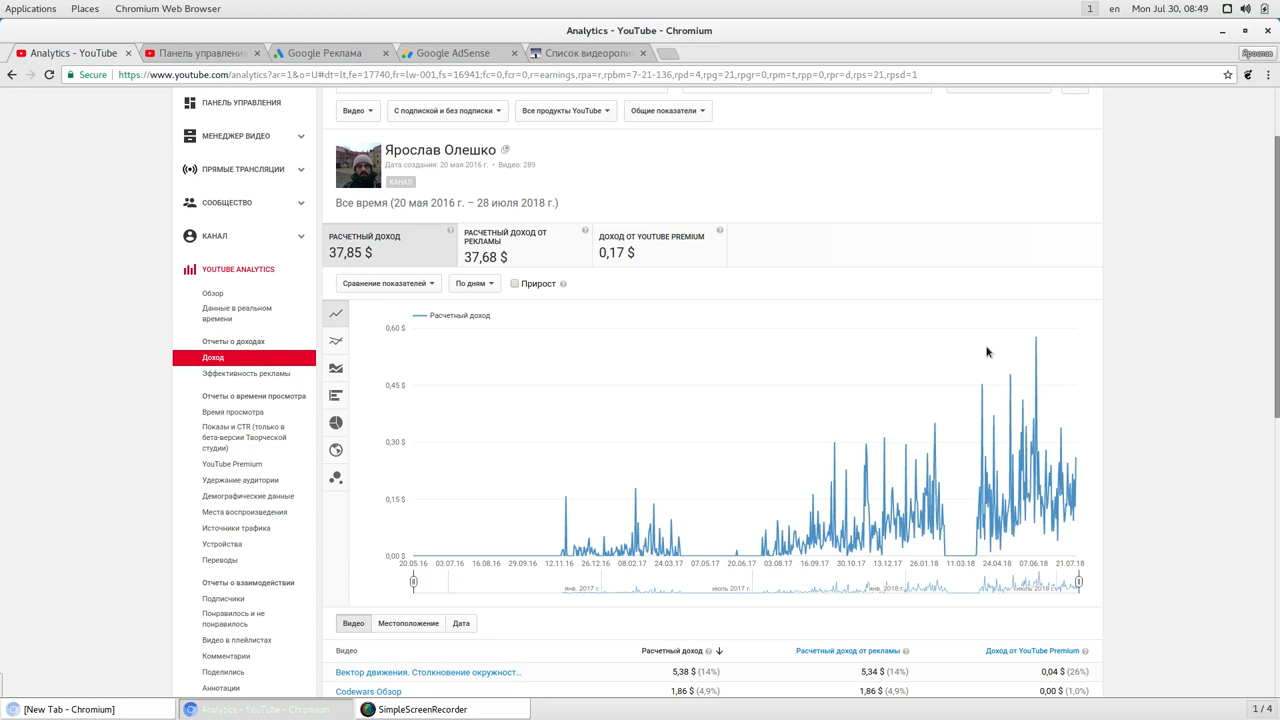 Applications Places Chromium Web Browser 1 en Mon Jul 30, 08:49
Analytics - YouTube - Chromium
Analytics - YouTube Панель управления Google Реклама Google AdSense Список видеороли Ярослав
Secure https://www.youtube.com/analytics?ar=1&o=U#dt=lt,fe=17740,fr=lw-001,fs=16941;fc=0,fcr=0,r=earnings,rpa=r,rpbm=7-21-136,rpd=4,rpg=21,rpgr=0,rpm=t,rpp=0,rpr=d,rps=21,rpsd=1
ПАНЕЛЬ УПРАВЛЕНИЯ
МЕНЕДЖЕР ВИДЕО
ПРЯМЫЕ ТРАНСЛЯЦИИ
СООБЩЕСТВО
КАНАЛ
YOUTUBE ANALYTICS
Обзор
Данные в реальном
времени
Отчеты о доходах
Доход
Эффективность рекламы
Отчеты о времени просмотра
Время просмотра
Показы и CTR (только в
бета-версии Творческой
студии)
YouTube Premium
Удержание аудитории
Демографические данные
Места воспроизведения
Источники трафика
Устройства
Переводы
Отчеты о взаимодействии
Подписчики
Понравилось и не
понравилось
Видео в плейлистах
Комментарии
Поделились
Аннотации
Видео С подпиской и без подписки Все продукты YouTube Общие показатели
Ярослав Олешко
Дата создания: 20 мая 2016 г. • Видео: 289
КАНАЛ
Все время (20 мая 2016 г. – 28 июля 2018 г.)
РАСЧЕТНЫЙ ДОХОД
37,85 $
РАСЧЕТНЫЙ ДОХОД ОТ
РЕКЛАМЫ
37,68 $
ДОХОД ОТ YOUTUBE PREMIUM
0,17 $
Сравнение показателей По дням Прирост
Расчетный доход
0,60 $
0,45 $
0,30 $
0,15 $
0,00 $
20.05.16 03.07.16 16.08.16 29.09.16 12.11.16 26.12.16 08.02.17 24.03.17 07.05.17 20.06.17 03.08.17 16.09.17 30.10.17 13.12.17 26.01.18 11.03.18 24.04.18 07.06.18 21.07.18
янв. 2017 г. июль 2017 г. янв. 2018 г. июль 2018 г.
Видео Местоположение Дата
Видео Расчетный доход Расчетный доход от рекламы Доход от YouTube Premium
Вектор движения. Столкновение окружност... 5,38 $ (14%) 5,34 $ (14%) 0,04 $ (26%)
Codewars Обзор 1,86 $ (4,9%) 1,86 $ (4,9%) 0,00 $ (1,0%)
[New Tab - Chromium] Analytics - YouTube - Chromium SimpleScreenRecorder 1 / 4